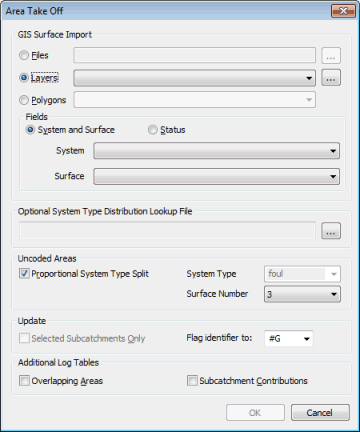 Area Take Off
GIS Surface Import
Files
...
Layers
...
Polygons
Fields
System and Surface
Status
System
Surface
Optional System Type Distribution Lookup File
...
Uncoded Areas
Proportional System Type Split
System Type
foul
Surface Number
3
Update
Selected Subcatchments Only
Flag identifier to:
#G
Additional Log Tables
Overlapping Areas
Subcatchment Contributions
OK
Cancel